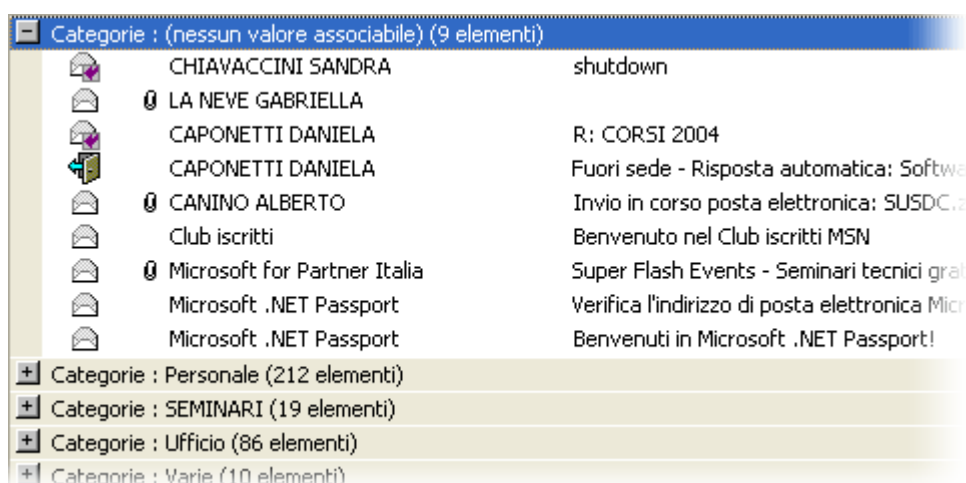 Categorie : (nessun valore associabile) (9 elementi)
CHIAVACCINI SANDRA shutdown
LA NEVE GABRIELLA
CAPONETTI DANIELA R: CORSI 2004
CAPONETTI DANIELA Fuori sede - Risposta automatica: Softwa
CANINO ALBERTO Invio in corso posta elettronica: SUSDC.z
Club iscritti Benvenuto nel Club iscritti MSN
Microsoft for Partner Italia Super Flash Events - Seminari tecnici grat
Microsoft .NET Passport Verifica l'indirizzo di posta elettronica Micr
Microsoft .NET Passport Benvenuti in Microsoft .NET Passport!
Categorie : Personale (212 elementi)
Categorie : SEMINARI (19 elementi)
Categorie : Ufficio (86 elementi)
Categorie : Varie (10 elementi)